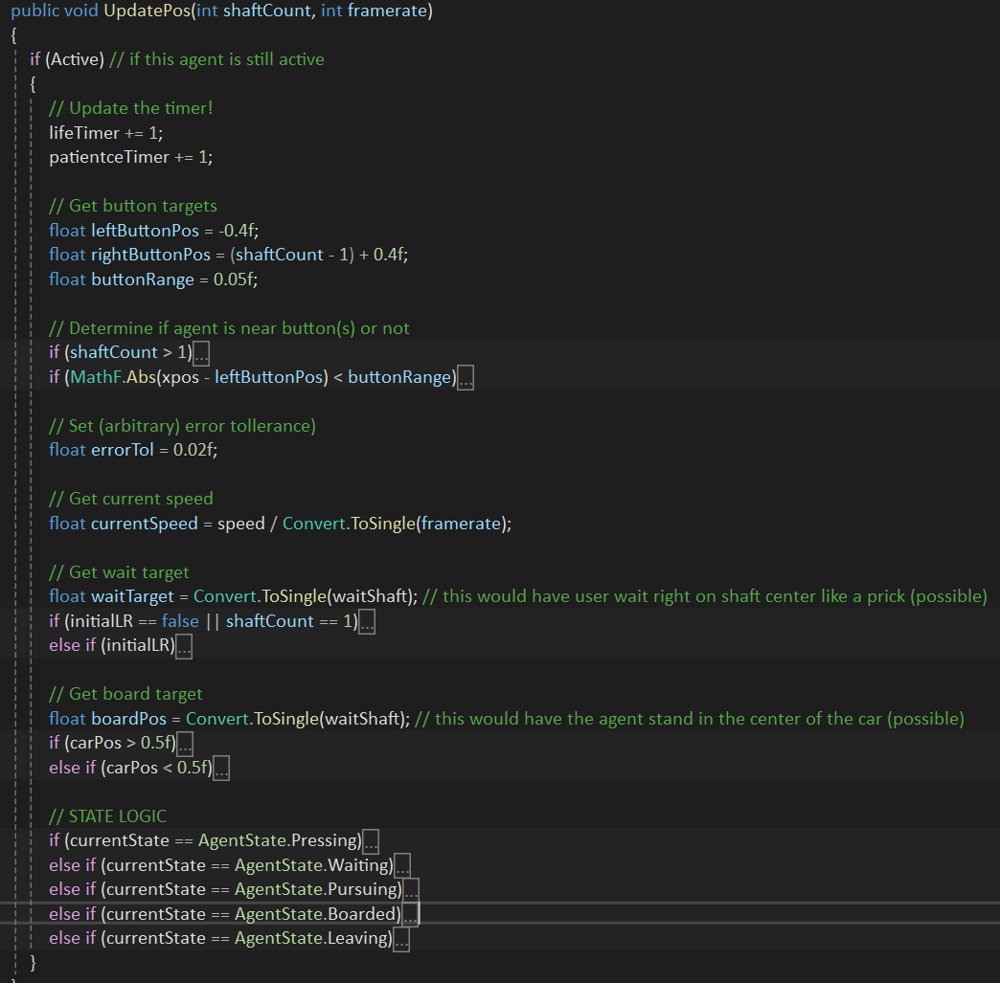 public void UpdatePos(int shaftCount, int framerate)
{
if (Active) // if this agent is still active
{
// Update the timer!
lifeTimer += 1;
patientceTimer += 1;
// Get button targets
float leftButtonPos = -0.4f;
float rightButtonPos = (shaftCount - 1) + 0.4f;
float buttonRange = 0.05f;
// Determine if agent is near button(s) or not
if (shaftCount > 1)...
if (MathF.Abs(xpos - leftButtonPos) < buttonRange)...
// Set (arbitrary) error tollerance)
float errorTol = 0.02f;
// Get current speed
float currentSpeed = speed / Convert.ToSingle(framerate);
// Get wait target
float waitTarget = Convert.ToSingle(waitShaft); // this would have user wait right on shaft center like a prick (possible)
if (initialLR == false || shaftCount == 1)...
else if (initialLR)...
// Get board target
float boardPos = Convert.ToSingle(waitShaft); // this would have the agent stand in the center of the car (possible)
if (carPos > 0.5f)...
else if (carPos < 0.5f)...
// STATE LOGIC
if (currentState == AgentState.Pressing)...
else if (currentState == AgentState.Waiting)...
else if (currentState == AgentState.Pursuing)...
else if (currentState == AgentState.Boarded)...
else if (currentState == AgentState.Leaving)...
}
}